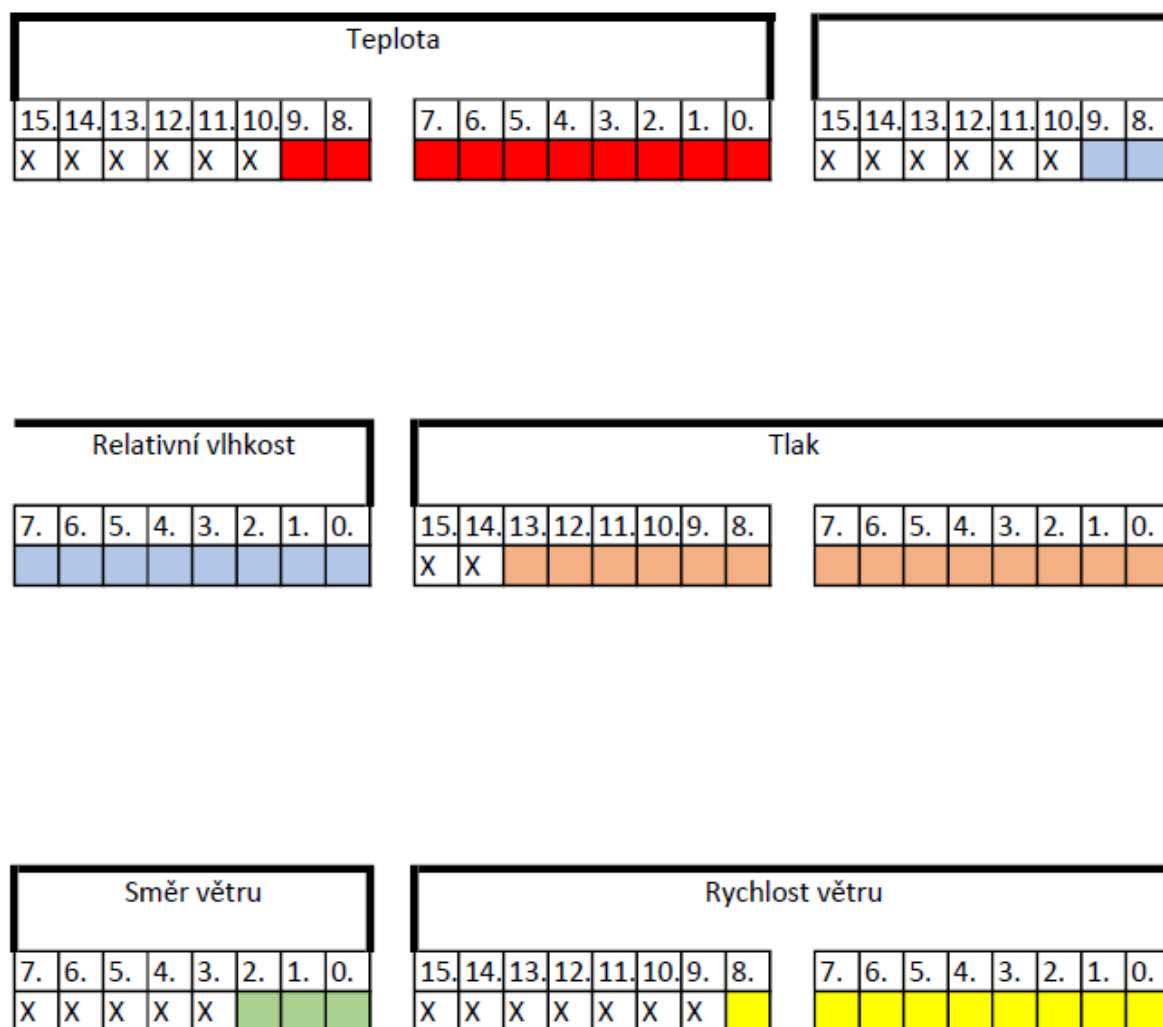 Teplota
15. 14. 13. 12. 11. 10. 9. 8. 7. 6. 5. 4. 3. 2. 1. 0. 15. 14. 13. 12. 11. 10. 9. 8.
X X X X X X X X X X X X
Relativní vlhkost Tlak
7. 6. 5. 4. 3. 2. 1. 0. 15. 14. 13. 12. 11. 10. 9. 8. 7. 6. 5. 4. 3. 2. 1. 0.
X X
Směr větru Rychlost větru
7. 6. 5. 4. 3. 2. 1. 0. 15. 14. 13. 12. 11. 10. 9. 8. 7. 6. 5. 4. 3. 2. 1. 0.
X X X X X X X X X X X X